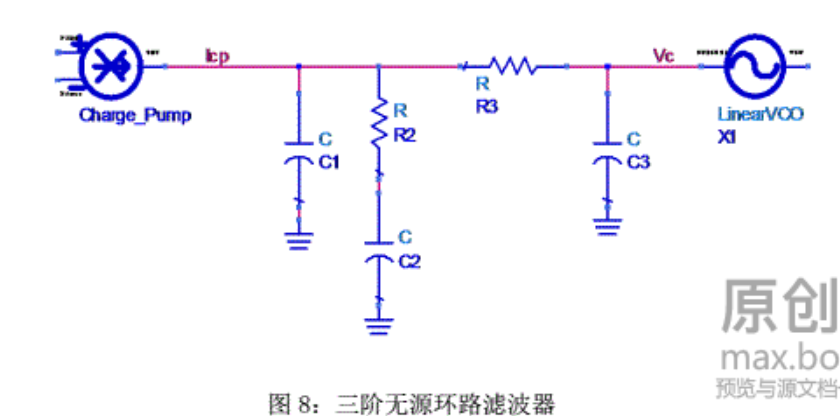 Icp
Vc
Charge_Pump
R
R3
LinearVCO
X1
R
R2
C
C1
C
C3
C
C2
原创
max.bo
预览与源文档
图 8：三阶无源环路滤波器